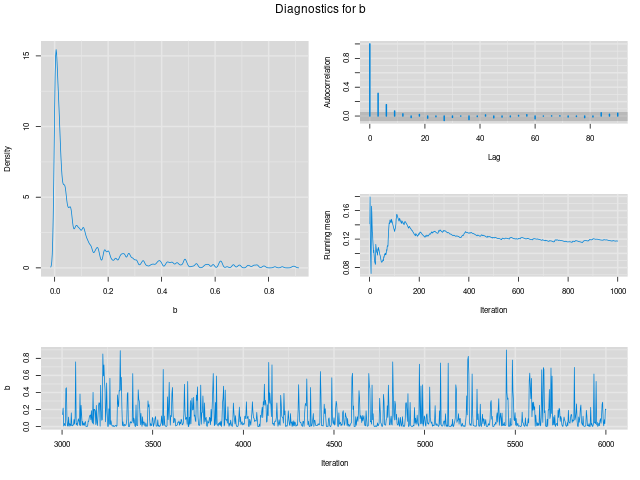 Diagnostics for b
Density
0 5 10 15
0.0 0.2 0.4 0.6 0.8
b
Autocorrelation
0.0 0.4 0.8
0 20 40 60 80
Lag
Running mean
0.08 0.12 0.16
0 200 400 600 800 1000
Iteration
b
0.0 0.2 0.4 0.6 0.8
3000 3500 4000 4500 5000 5500 6000
Iteration